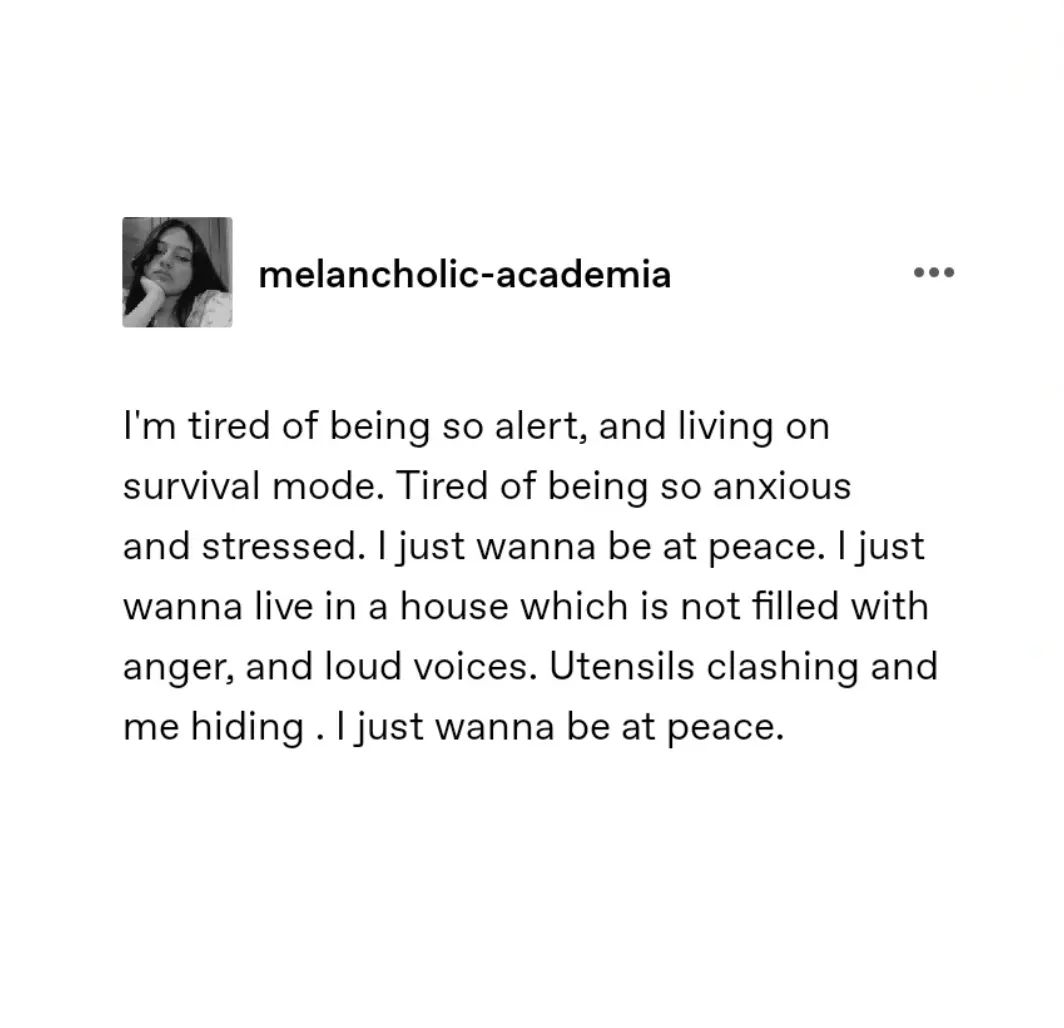 melancholic-academia
I'm tired of being so alert, and living on
survival mode. Tired of being so anxious
and stressed. I just wanna be at peace. I just
wanna live in a house which is not filled with
anger, and loud voices. Utensils clashing and
me hiding . I just wanna be at peace.